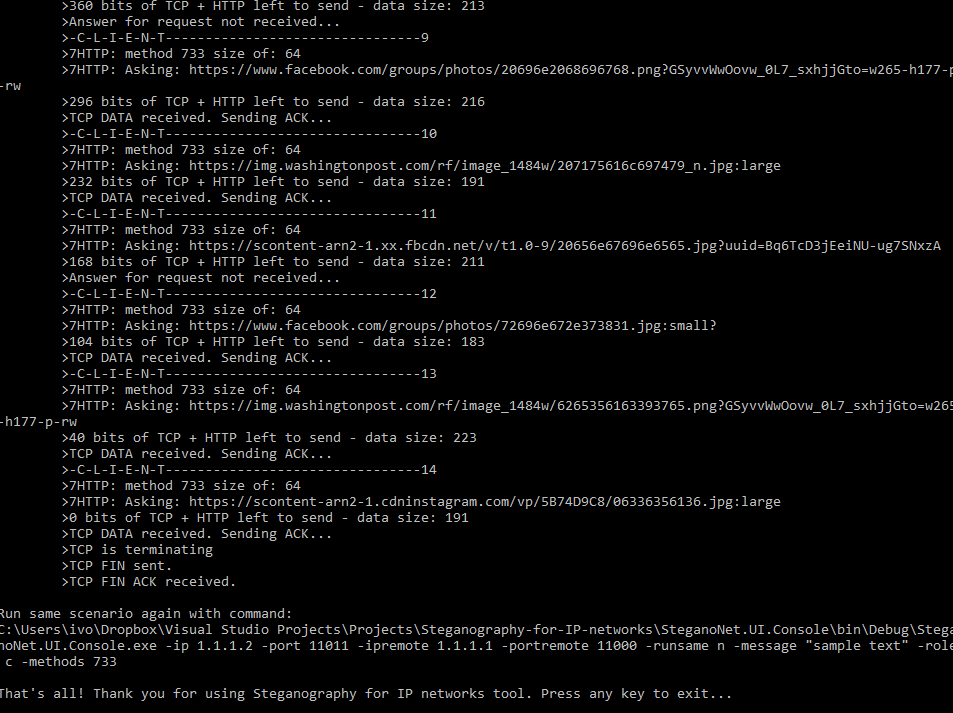 >360 bits of TCP + HTTP left to send - data size: 213
>Answer for request not received...
>-C-L-I-E-N-T--------------------------------9
>7HTTP: method 733 size of: 64
>7HTTP: Asking: https://www.facebook.com/groups/photos/20696e2068696768.png?GSyvvWwOovw_0L7_sxhjjGto=w265-h177-p
-rw
>296 bits of TCP + HTTP left to send - data size: 216
>TCP DATA received. Sending ACK...
>-C-L-I-E-N-T--------------------------------10
>7HTTP: method 733 size of: 64
>7HTTP: Asking: https://img.washingtonpost.com/rf/image_1484w/207175616c697479_n.jpg:large
>232 bits of TCP + HTTP left to send - data size: 191
>TCP DATA received. Sending ACK...
>-C-L-I-E-N-T--------------------------------11
>7HTTP: method 733 size of: 64
>7HTTP: Asking: https://scontent-arn2-1.xx.fbcdn.net/v/t1.0-9/20656e67696e6565.jpg?uuid=Bq6TcD3jEeiNU-ug7SNxzA
>168 bits of TCP + HTTP left to send - data size: 211
>Answer for request not received...
>-C-L-I-E-N-T--------------------------------12
>7HTTP: method 733 size of: 64
>7HTTP: Asking: https://www.facebook.com/groups/photos/72696e672e373831.jpg:small?
>104 bits of TCP + HTTP left to send - data size: 183
>TCP DATA received. Sending ACK...
>-C-L-I-E-N-T--------------------------------13
>7HTTP: method 733 size of: 64
>7HTTP: Asking: https://img.washingtonpost.com/rf/image_1484w/6265356163393765.png?GSyvvWwOovw_0L7_sxhjjGto=w265
-h177-p-rw
>40 bits of TCP + HTTP left to send - data size: 223
>TCP DATA received. Sending ACK...
>-C-L-I-E-N-T--------------------------------14
>7HTTP: method 733 size of: 64
>7HTTP: Asking: https://scontent-arn2-1.cdninstagram.com/vp/5B74D9C8/06336356136.jpg:large
>0 bits of TCP + HTTP left to send - data size: 191
>TCP DATA received. Sending ACK...
>TCP is terminating
>TCP FIN sent.
>TCP FIN ACK received.
Run same scenario again with command:
C:\Users\ivo\Dropbox\Visual Studio Projects\Projects\Steganography-for-IP-networks\SteganoNet.UI.Console\bin\Debug\Stega
noNet.UI.Console.exe -ip 1.1.1.2 -port 11011 -ipremote 1.1.1.1 -portremote 11000 -runsame n -message "sample text" -role
c -methods 733
That's all! Thank you for using Steganography for IP networks tool. Press any key to exit...